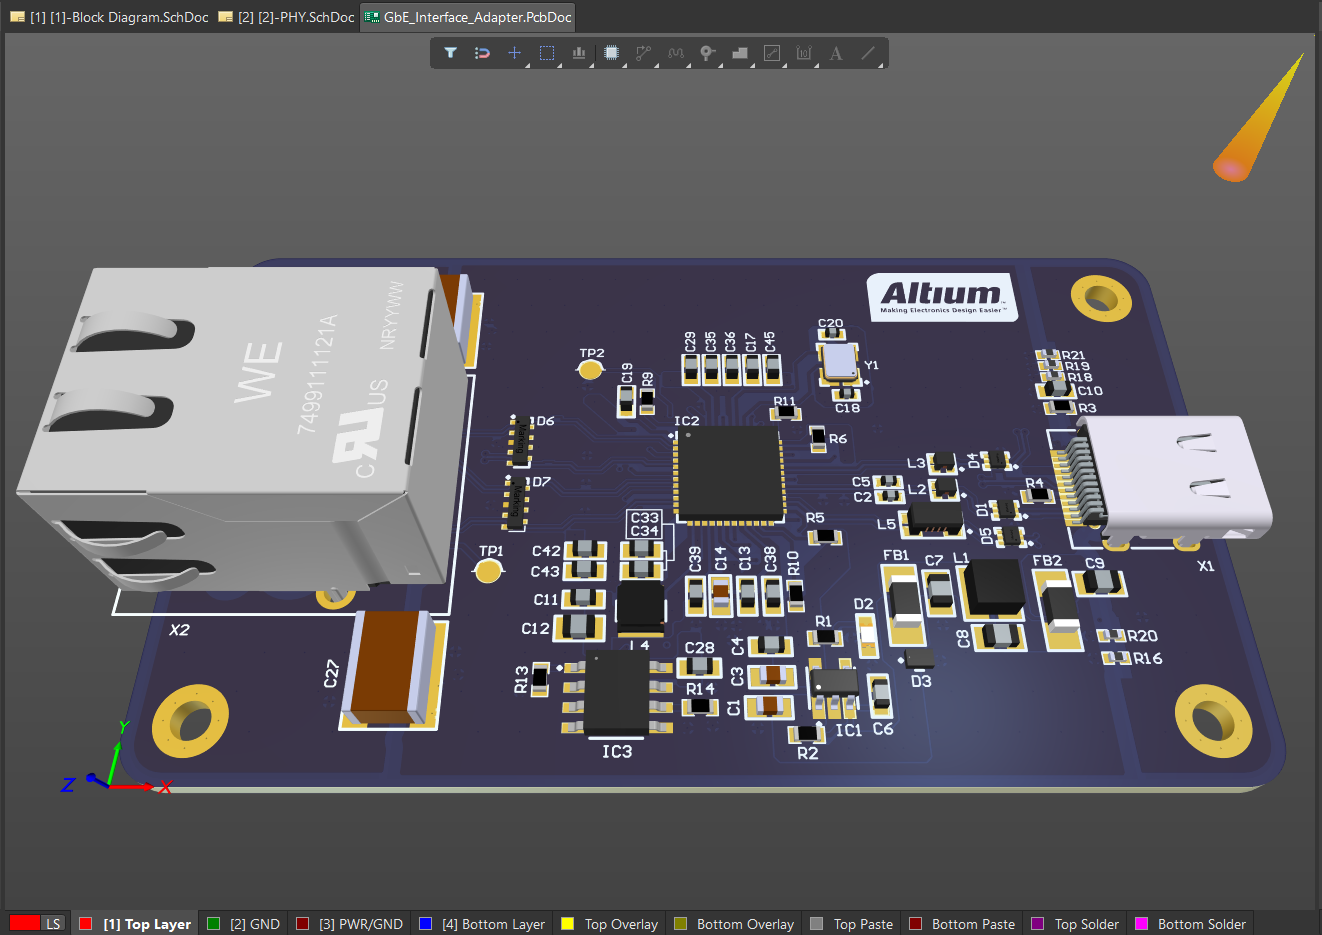 [1] [1]-Block Diagram.SchDoc
[2] [2]-PHY.SchDoc
GbE_Interface_Adapter.PcbDoc
A
Altium
Making Electronics Design Easier™
WE
7499111121A
NRYYWW
C
US
X2
C27
TP2
TP1
D6
D7
C19
R9
C29
C35
C36
C17
C45
C20
Y1
C18
R11
R6
IC2
C33
C34
C42
C43
C11
C12
L4
C39
C14
C13
C38
R10
R5
R13
IC3
C28
R14
C4
C3
C1
R1
D2
IC1
C6
R2
D3
C5
C2
L3
L2
L5
D4
D1
D5
R4
R21
R19
R18
C10
R3
FB1
C7
L1
C8
FB2
C9
X1
R20
R16
Y
Z
X
LS
[1] Top Layer
[2] GND
[3] PWR/GND
[4] Bottom Layer
Top Overlay
Bottom Overlay
Top Paste
Bottom Paste
Top Solder
Bottom Solder